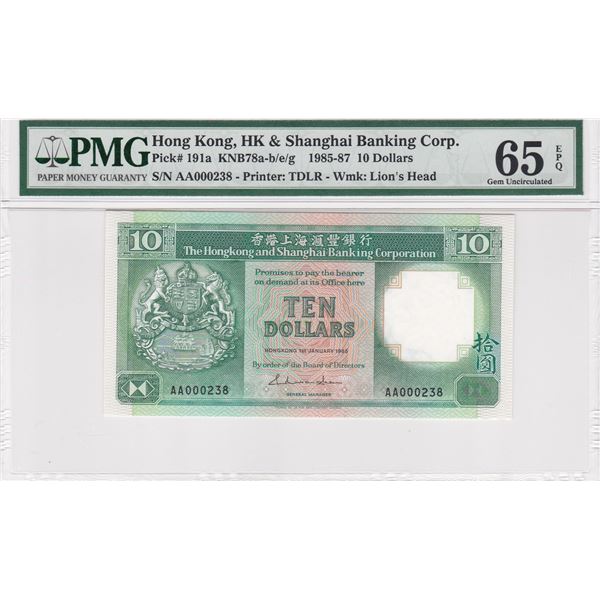 PMG
PAPER MONEY GUARANTY
Hong Kong, HK & Shanghai Banking Corp.
Pick# 191a KNB78a-b/e/g 1985-87 10 Dollars
S/N AA000238 - Printer: TDLR - Wmk: Lion's Head
65 EPQ
Gem Uncirculated
10
香港上海滙豐銀行
10
The Hongkong and Shanghai Banking Corporation
Promises to pay the bearer
on demand at its Office here
TEN
DOLLARS
HONGKONG 1ST JANUARY 1985
By order of the Board of Directors
GENERAL MANAGER
拾圓
AA000238
AA000238